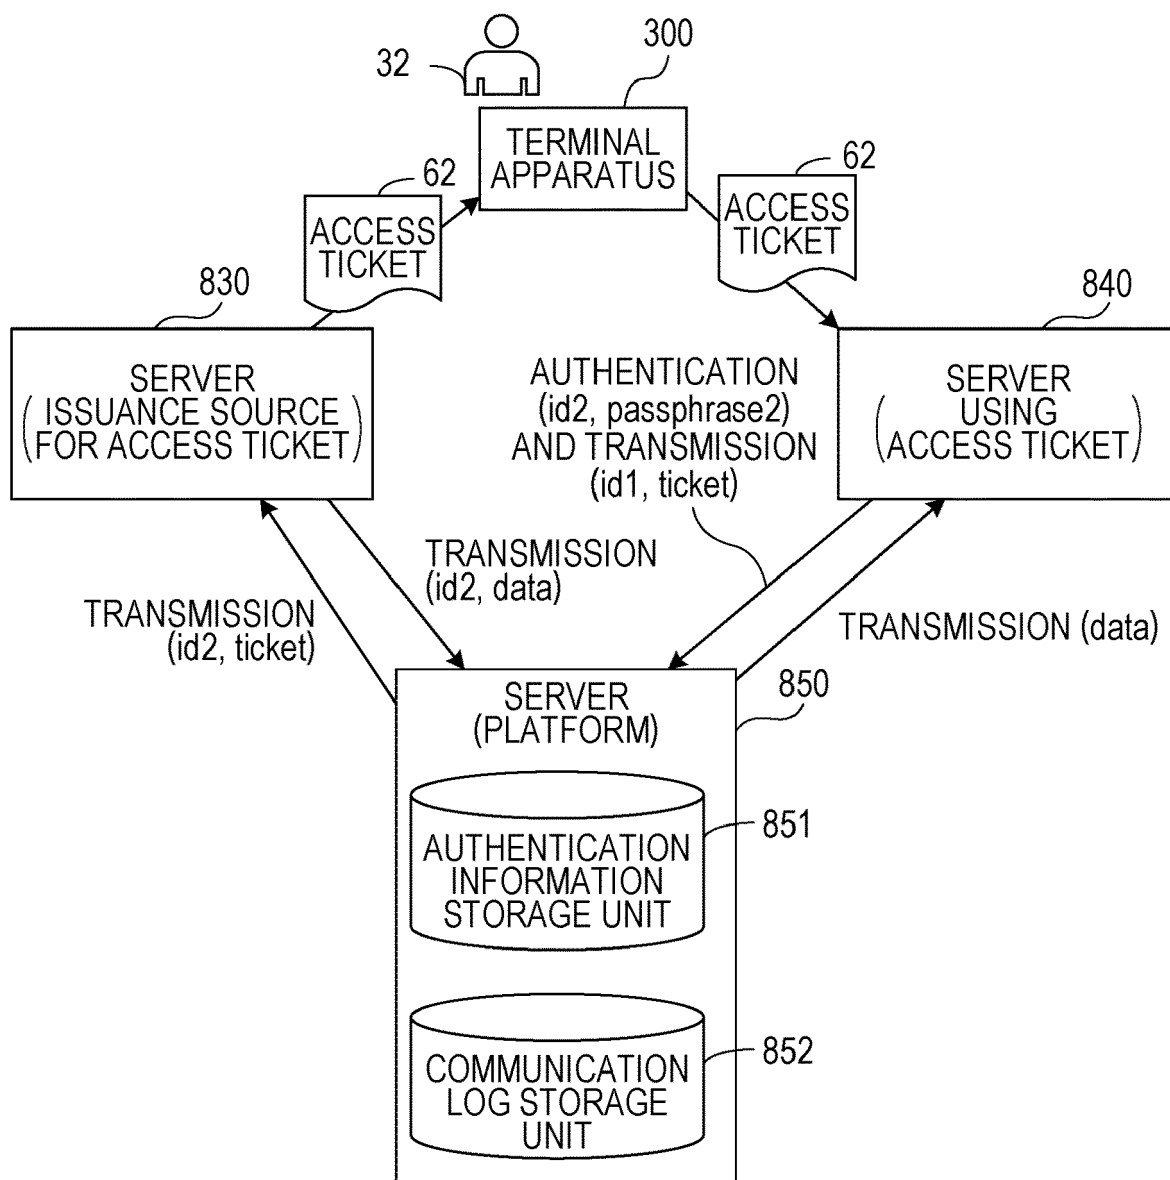 32
300
TERMINAL
APPARATUS
62
ACCESS
TICKET
62
ACCESS
TICKET
830
SERVER
(ISSUANCE SOURCE
FOR ACCESS TICKET)
840
SERVER
(USING
ACCESS TICKET)
AUTHENTICATION
(id2, passphrase2)
AND TRANSMISSION
(id1, ticket)
TRANSMISSION
(id2, data)
TRANSMISSION
(id2, ticket)
TRANSMISSION (data)
SERVER
(PLATFORM)
850
AUTHENTICATION
INFORMATION
STORAGE UNIT
851
COMMUNICATION
LOG STORAGE
UNIT
852